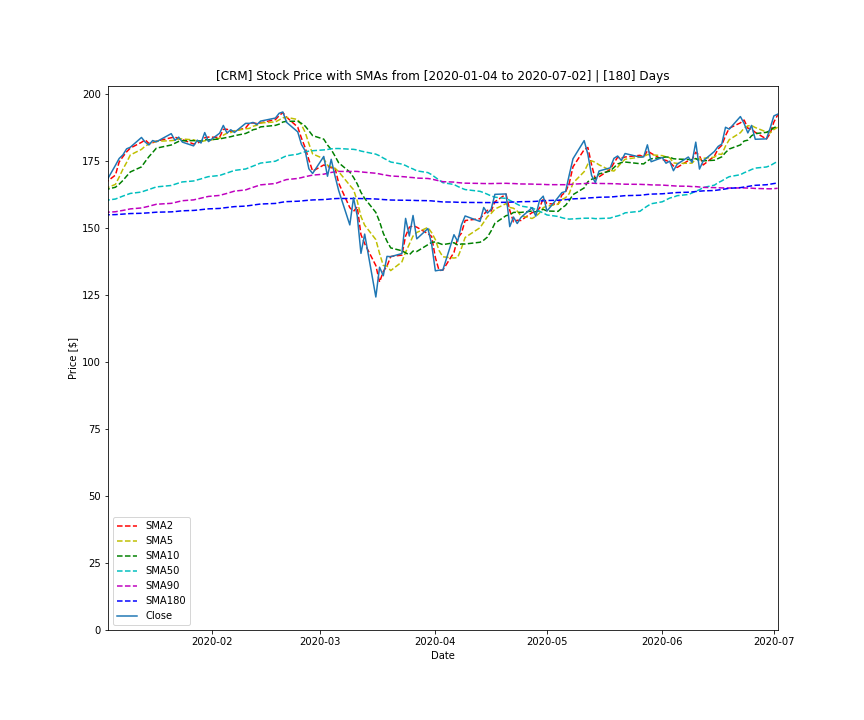 [CRM] Stock Price with SMAs from [2020-01-04 to 2020-07-02] | [180] Days
200
175
150
125
100
75
50
25
0
Price [$]
SMA2
SMA5
SMA10
SMA50
SMA90
SMA180
Close
2020-02 2020-03 2020-04 2020-05 2020-06 2020-07
Date